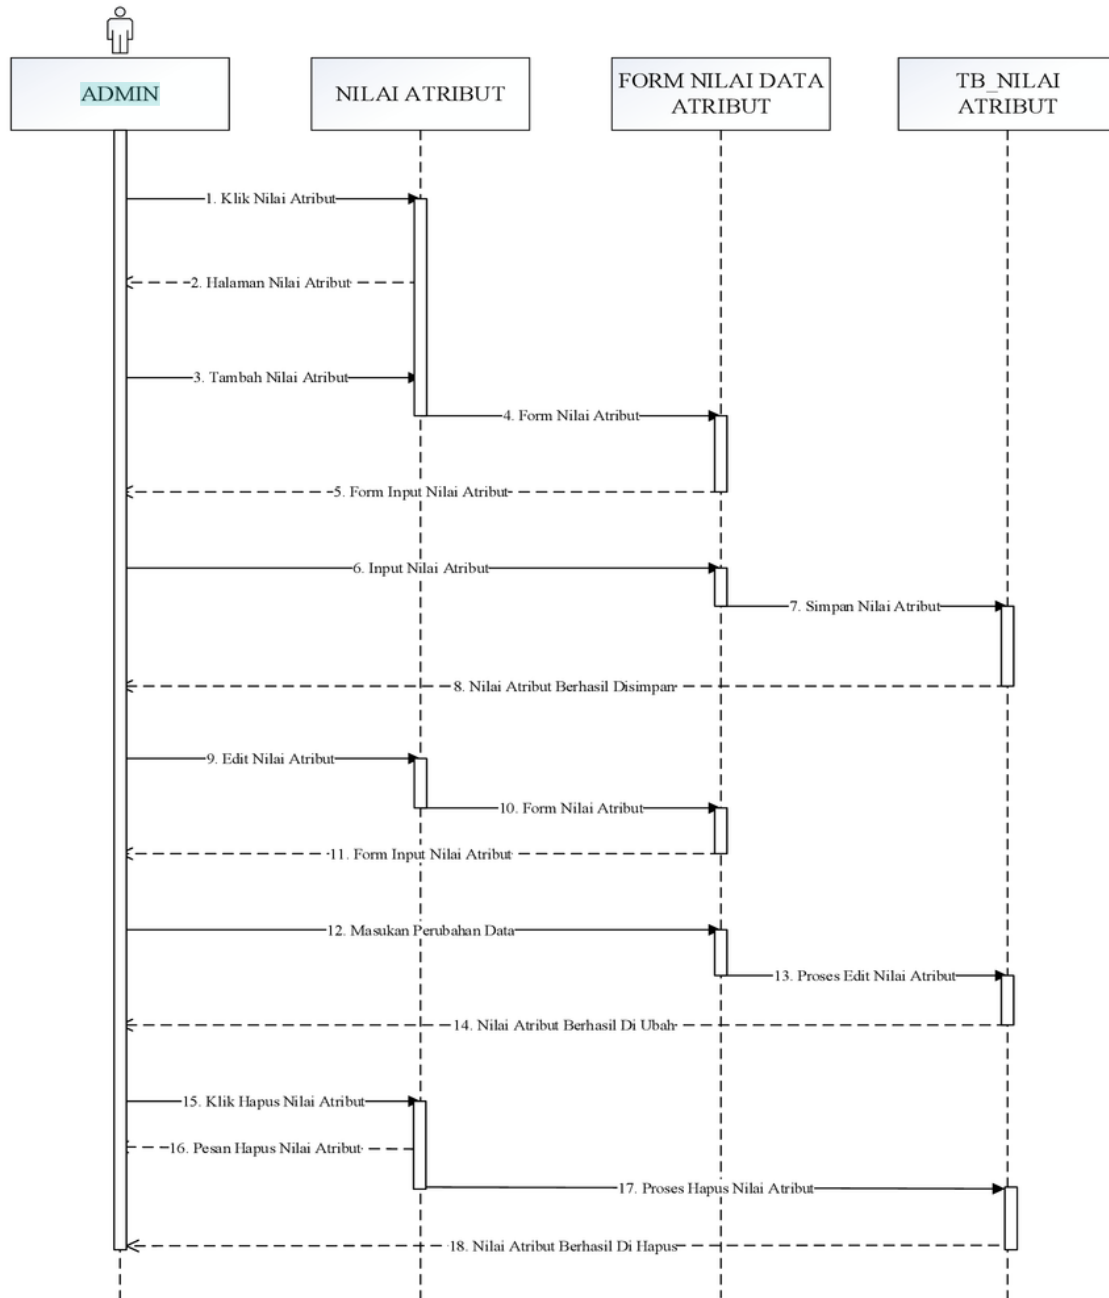 ADMIN
NILAI ATRIBUT
FORM NILAI DATA
ATRIBUT
TB_NILAI
ATRIBUT
1. Klik Nilai Atribut
2. Halaman Nilai Atribut
3. Tambah Nilai Atribut
4. Form Nilai Atribut
5. Form Input Nilai Atribut
6. Input Nilai Atribut
7. Simpan Nilai Atribut
8. Nilai Atribut Berhasil Disimpan
9. Edit Nilai Atribut
10. Form Nilai Atribut
11. Form Input Nilai Atribut
12. Masukan Perubahan Data
13. Proses Edit Nilai Atribut
14. Nilai Atribut Berhasil Di Ubah
15. Klik Hapus Nilai Atribut
16. Pesan Hapus Nilai Atribut
17. Proses Hapus Nilai Atribut
18. Nilai Atribut Berhasil Di Hapus